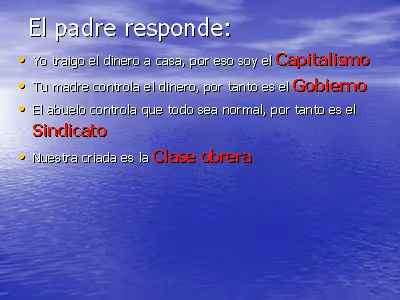 El padre responde:
• Yo traigo el dinero a casa, por eso soy el Capitalismo
• Tu madre controla el dinero, por tanto es el Gobierno
• El abuelo controla que todo sea normal, por tanto es el
Sindicato
• Nuestra criada es la Clase obrera